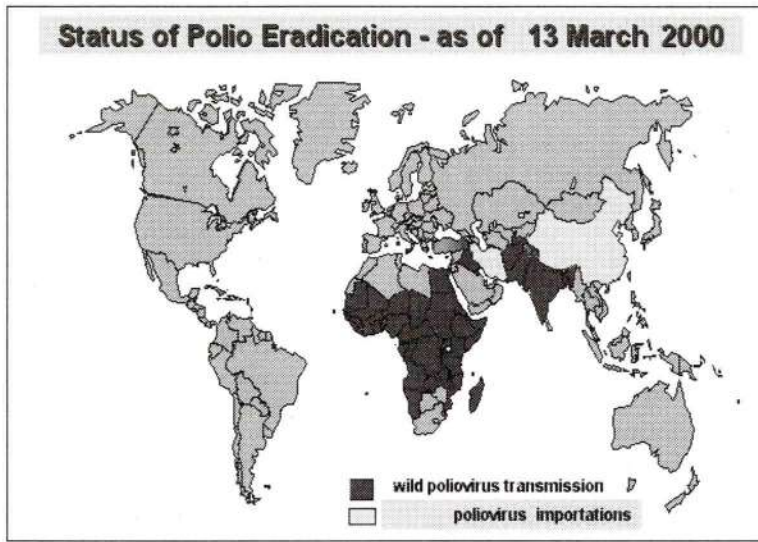 Status of Polio Eradication - as of 13 March 2000
wild poliovirus transmission
poliovirus importations